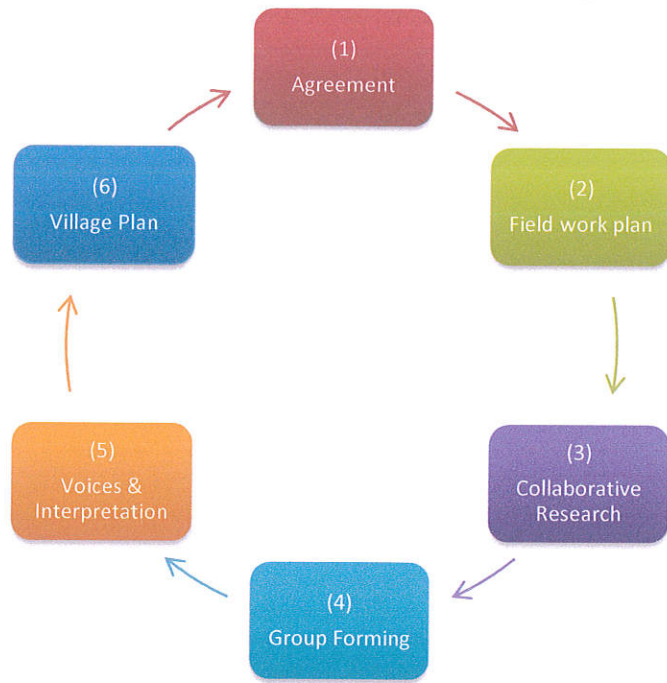 (1)
Agreement
(2)
Field work plan
(3)
Collaborative
Research
(4)
Group Forming
(5)
Voices &
Interpretation
(6)
Village Plan